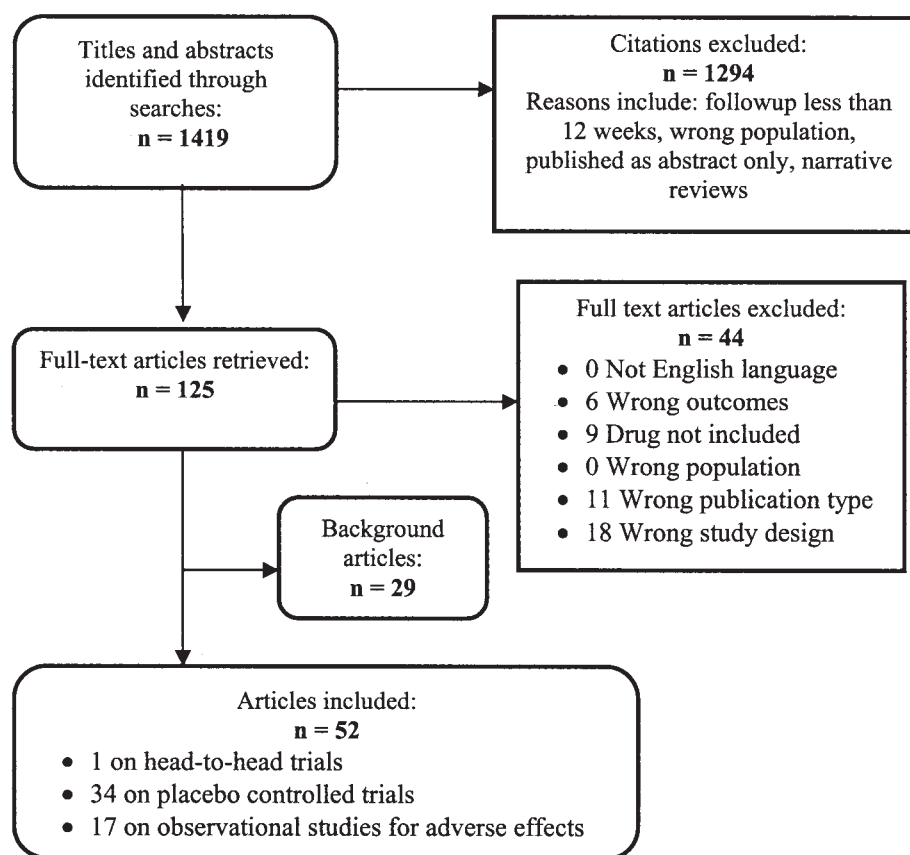 Titles and abstracts
identified through
searches:
n = 1419
Citations excluded:
n = 1294
Reasons include: followup less than
12 weeks, wrong population,
published as abstract only, narrative
reviews
Full-text articles retrieved:
n = 125
Full text articles excluded:
n = 44
• 0 Not English language
• 6 Wrong outcomes
• 9 Drug not included
• 0 Wrong population
• 11 Wrong publication type
• 18 Wrong study design
Background
articles:
n = 29
Articles included:
n = 52
• 1 on head-to-head trials
• 34 on placebo controlled trials
• 17 on observational studies for adverse effects